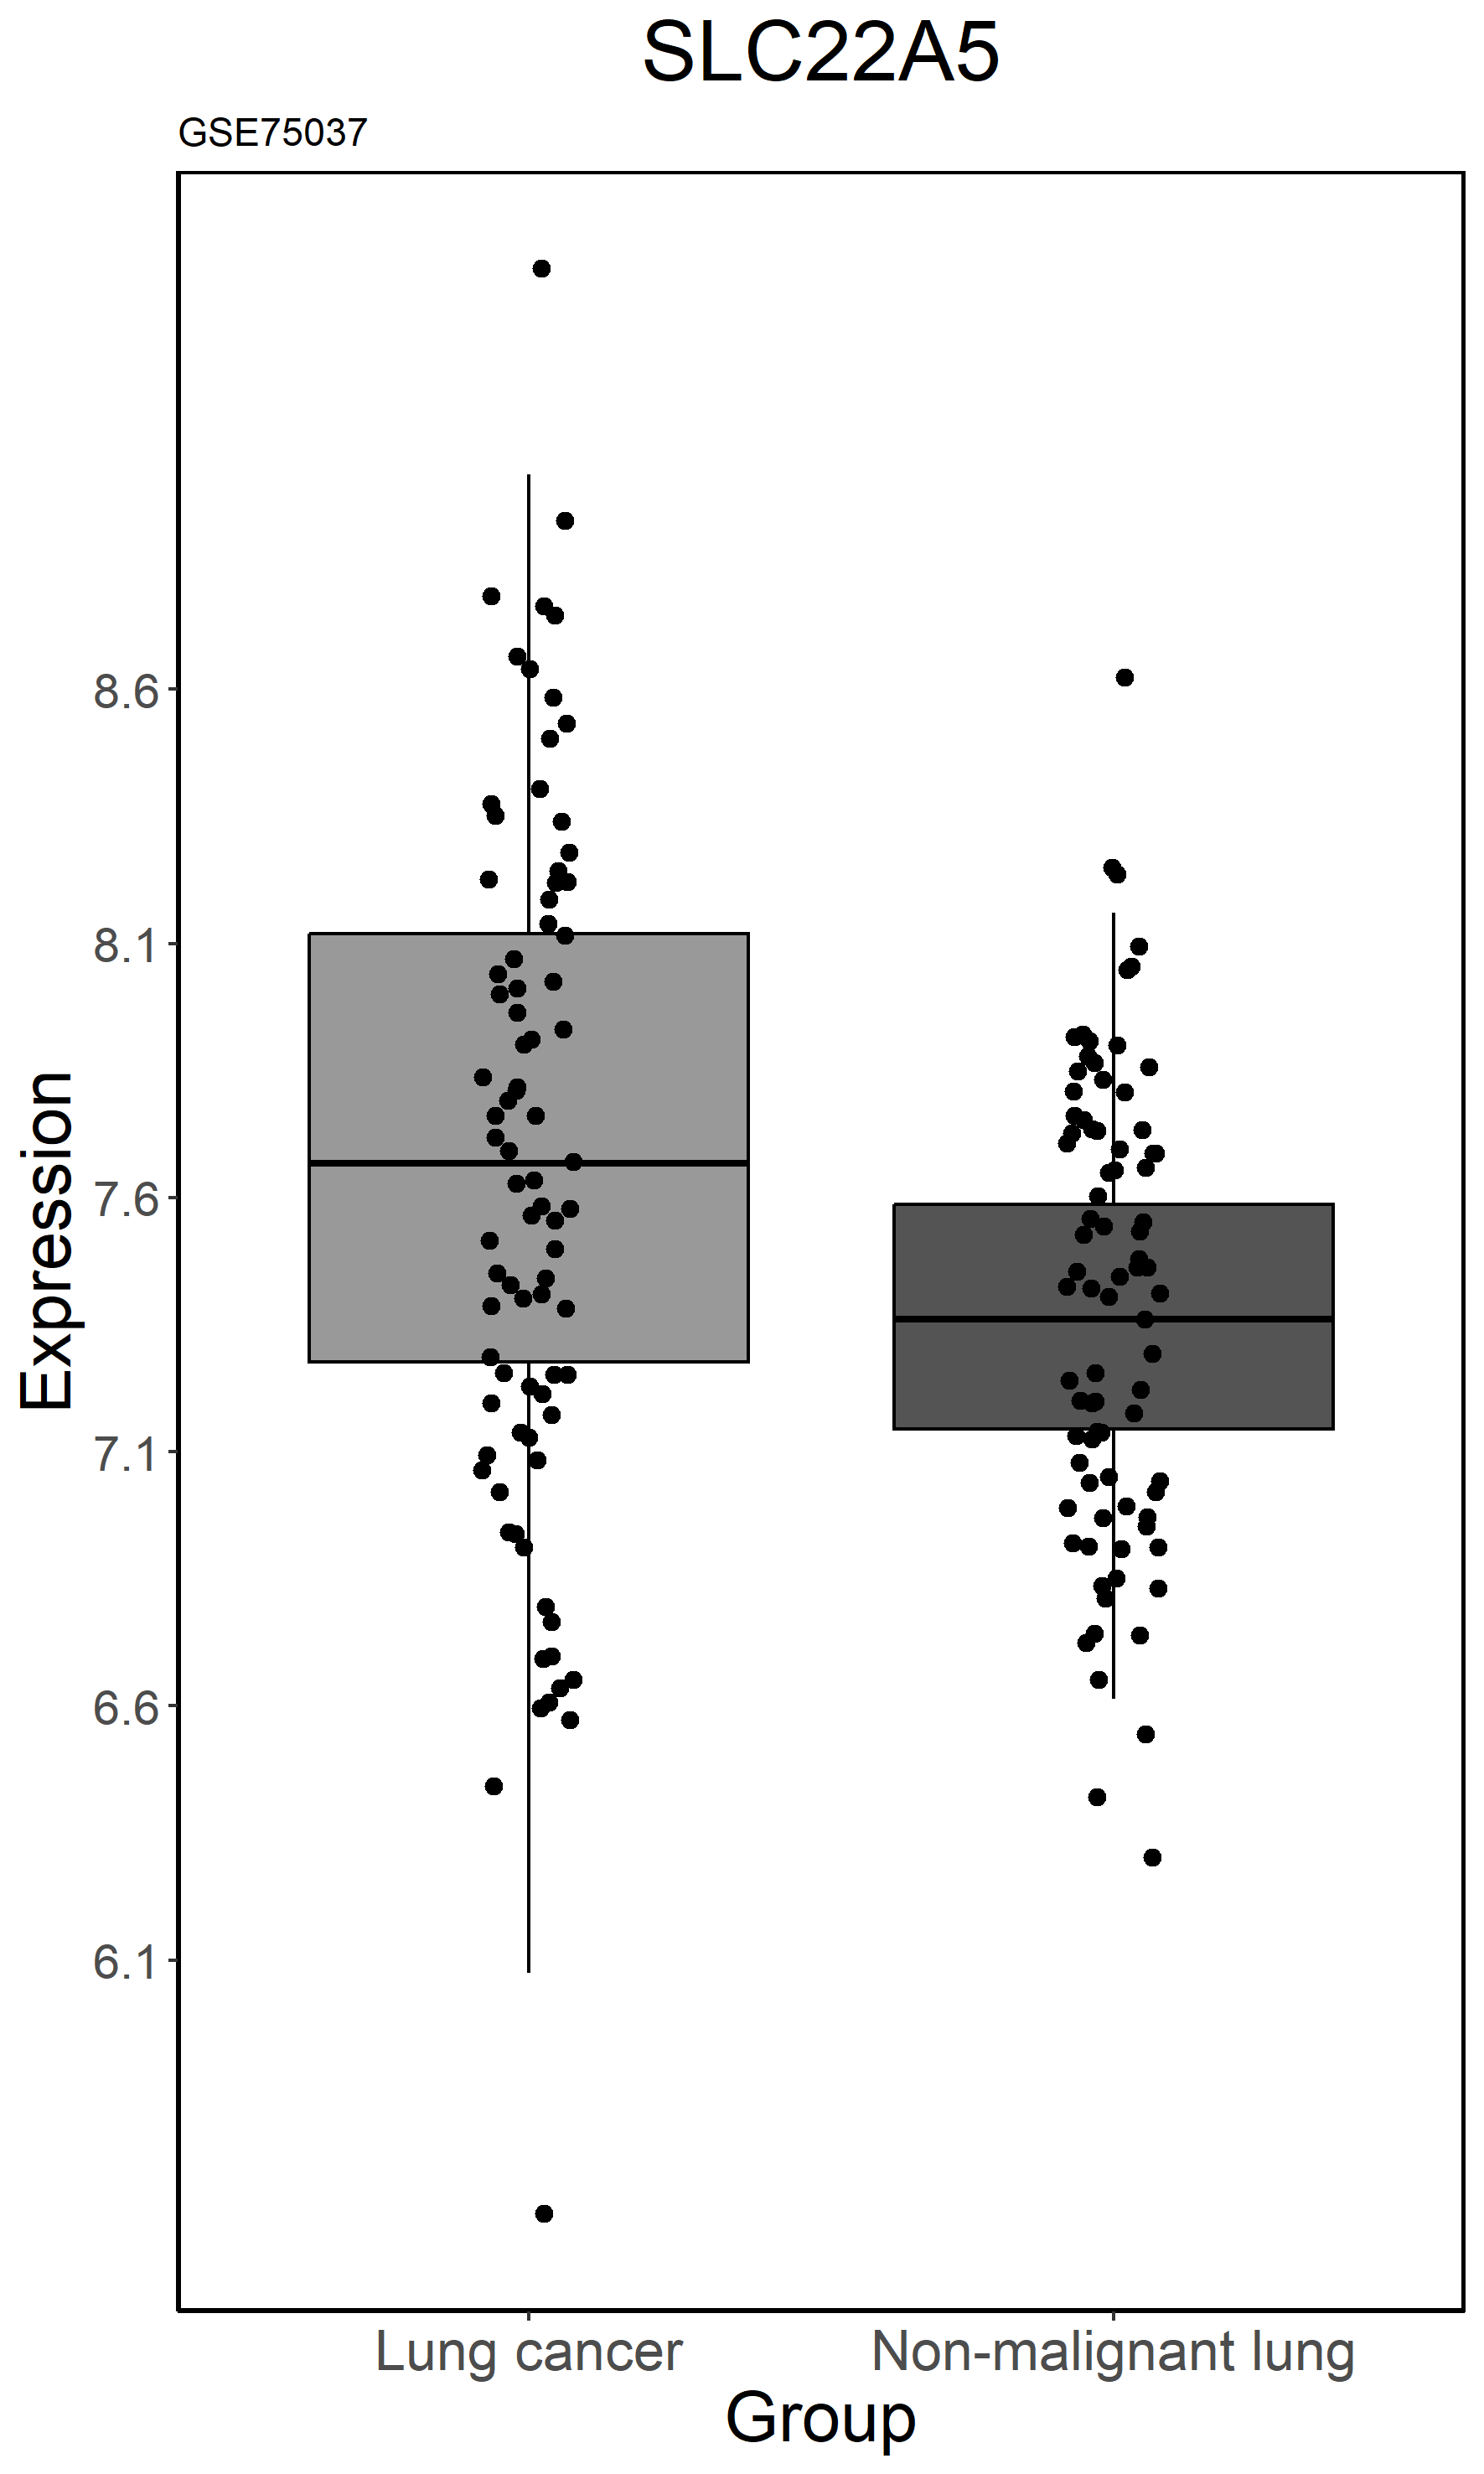 SLC22A5
GSE75037
Expression
8.6
8.1
7.6
7.1
6.6
6.1
Lung cancer
Non-malignant lung
Group